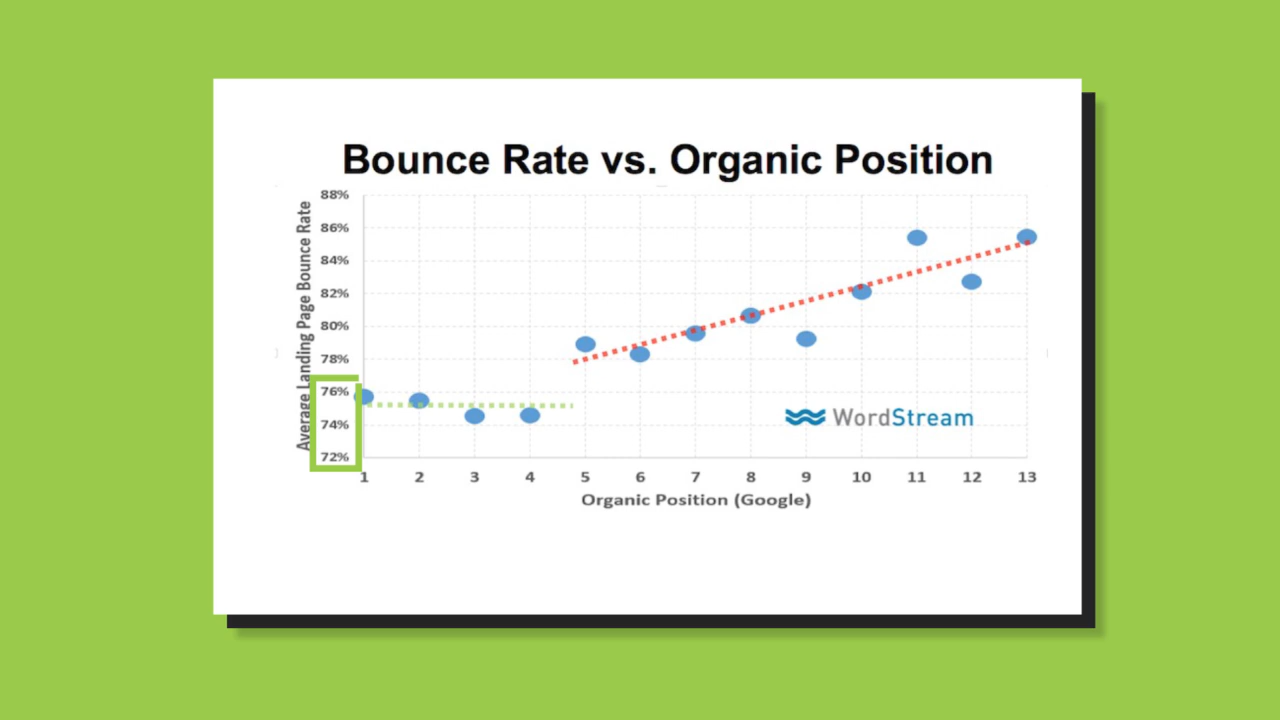 Bounce Rate vs. Organic Position
Average Landing Page Bounce Rate
88%
86%
84%
82%
80%
78%
76%
74%
72%
WordStream
1 2 3 4 5 6 7 8 9 10 11 12 13
Organic Position (Google)